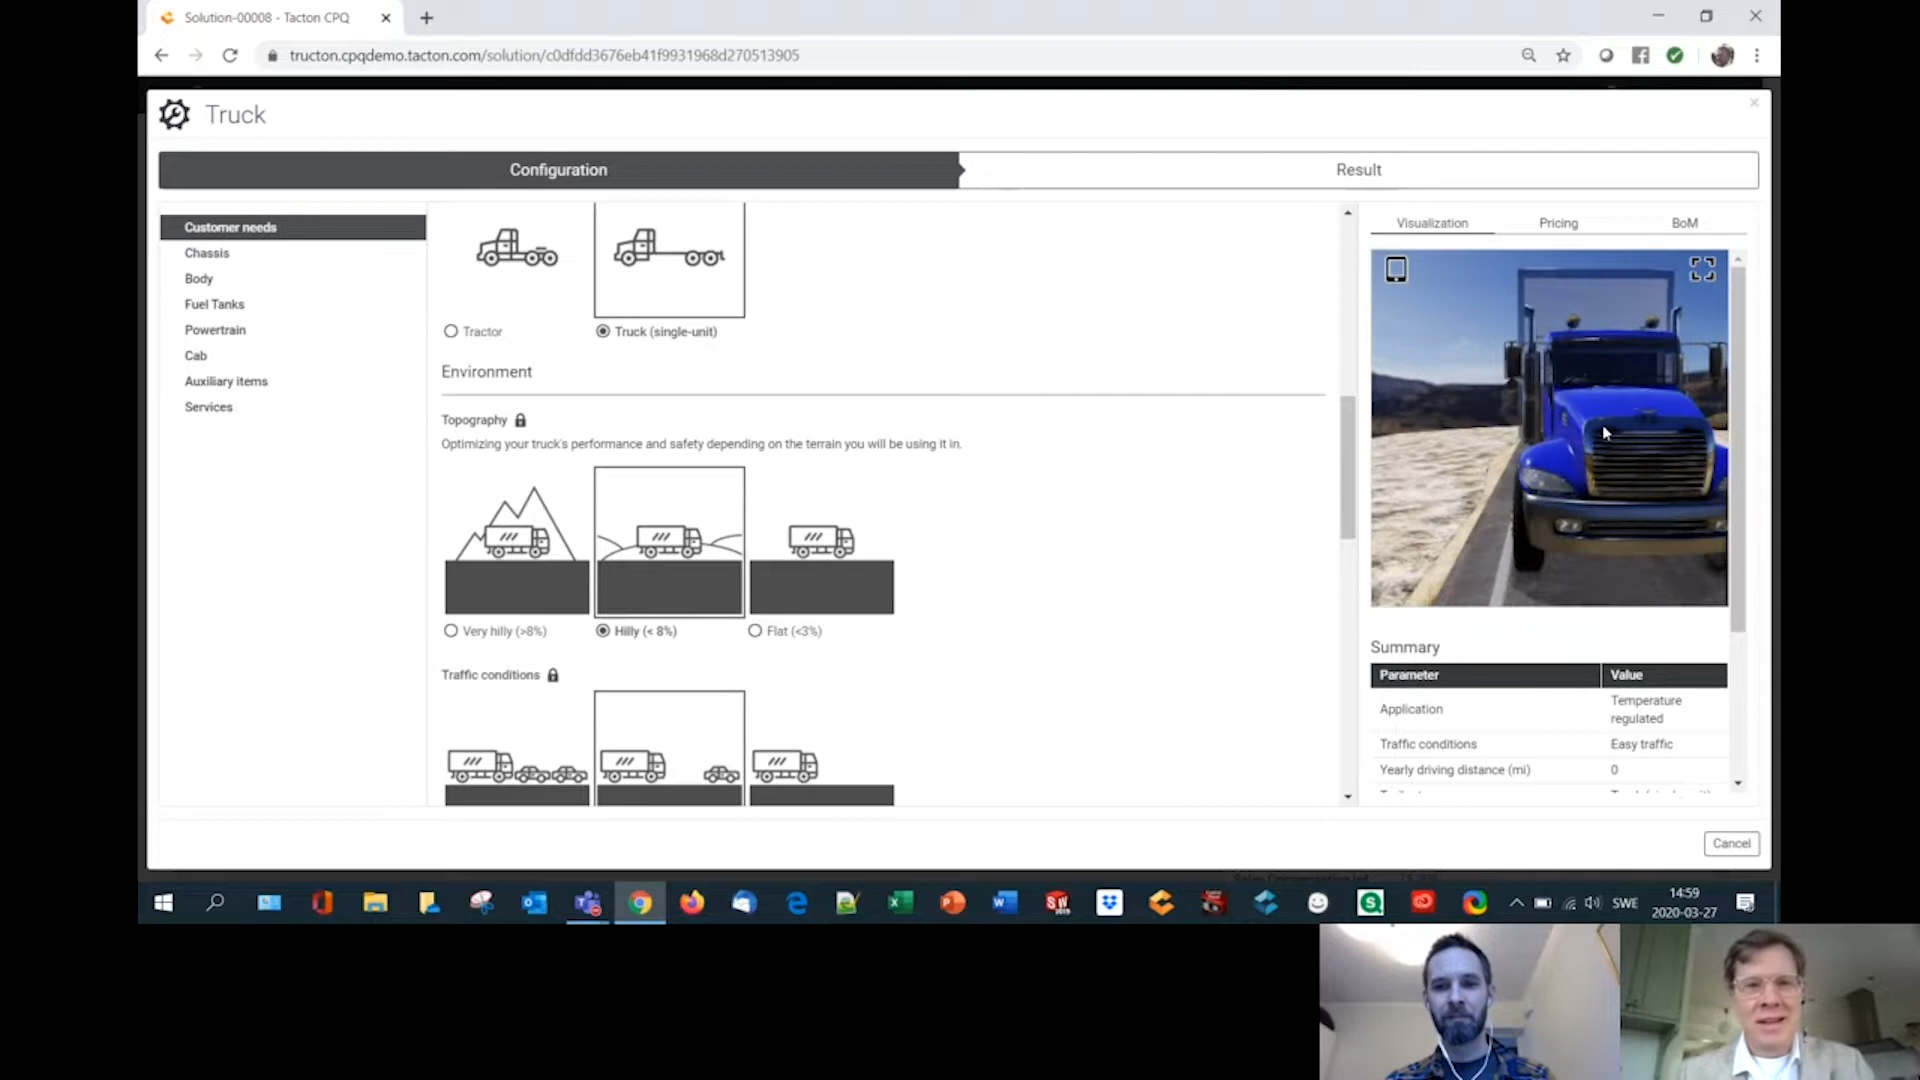 Solution-00008 - Tacton CPQ
tructon.cpqdemo.tacton.com/solution/c0dfdd3676eb41f9931968d270513905
Truck
Configuration
Result
Customer needs
Chassis
Body
Fuel Tanks
Powertrain
Cab
Auxiliary items
Services
Tractor
Truck (single-unit)
Environment
Topography
Optimizing your truck's performance and safety depending on the terrain you will be using it in.
Very hilly (>8%)
Hilly (< 8%)
Flat (<3%)
Traffic conditions
Visualization
Pricing
BoM
Summary
Parameter Value
Application Temperature regulated
Traffic conditions Easy traffic
Yearly driving distance (mi) 0
Cancel
SWE
14:59
2020-03-27